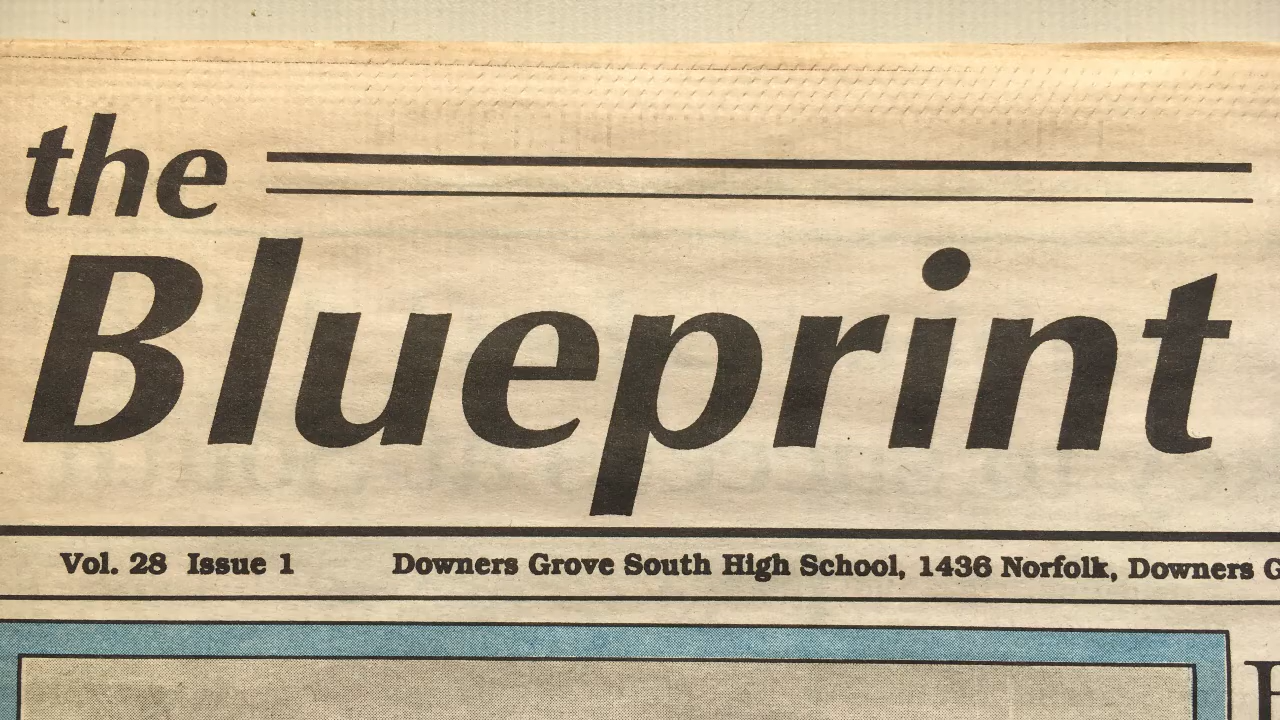 the
Blueprint
Vol. 28 Issue 1 Downers Grove South High School, 1436 Norfolk, Downers